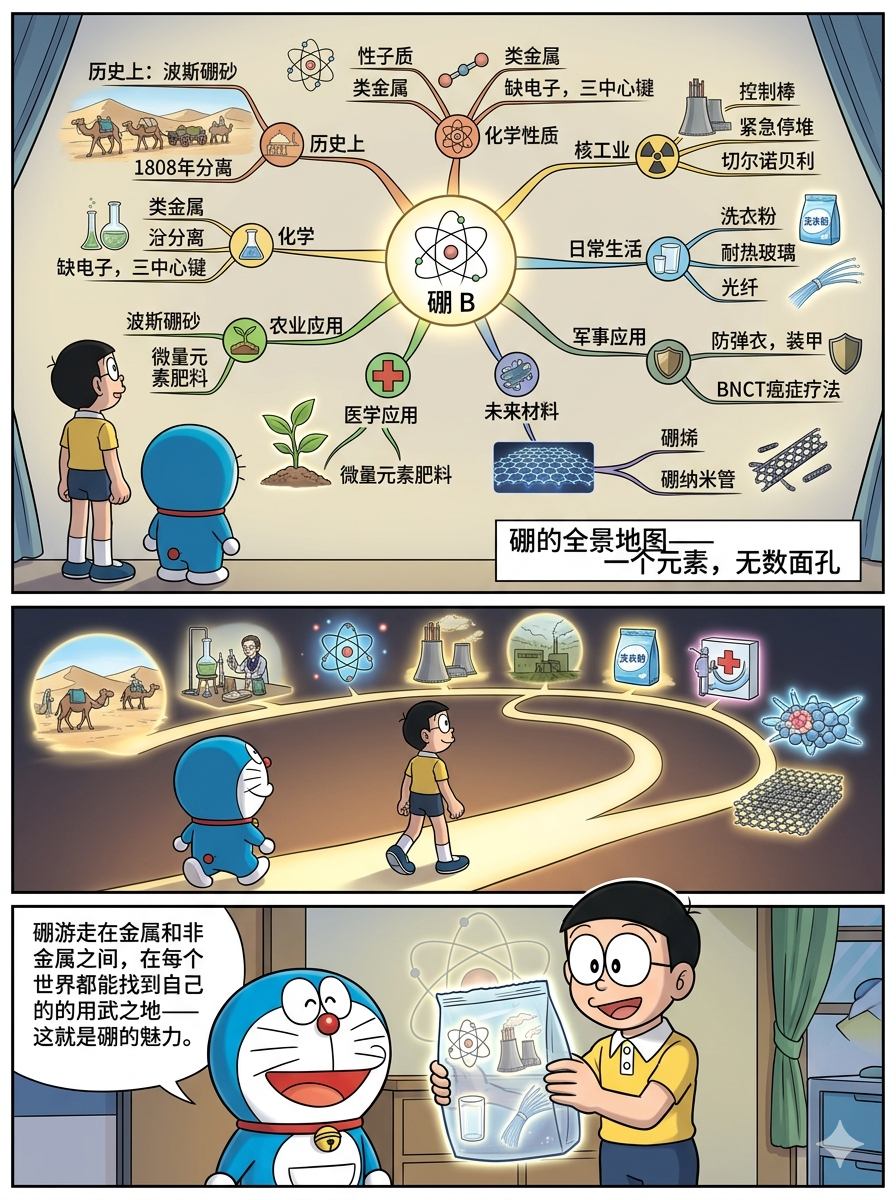 历史上：波斯硼砂
1808年分离
历史上
性子质
类金属
类金属
缺电子，三中心键
化学性质
控制棒
紧急停堆
切尔诺贝利
核工业
类金属
分离
缺电子，三中心键
化学
硼 B
日常生活
洗衣粉
耐热玻璃
光纤
波斯硼砂
微量元
素肥料
农业应用
医学应用
微量元素肥料
未来材料
硼烯
硼纳米管
军事应用
防弹衣，装甲
BNCT癌症疗法
硼的全景地图——
一个元素，无数面孔
硼游走在金属和非
金属之间，在每个
世界都能找到自己
的的用武之地——
这就是硼的魅力。